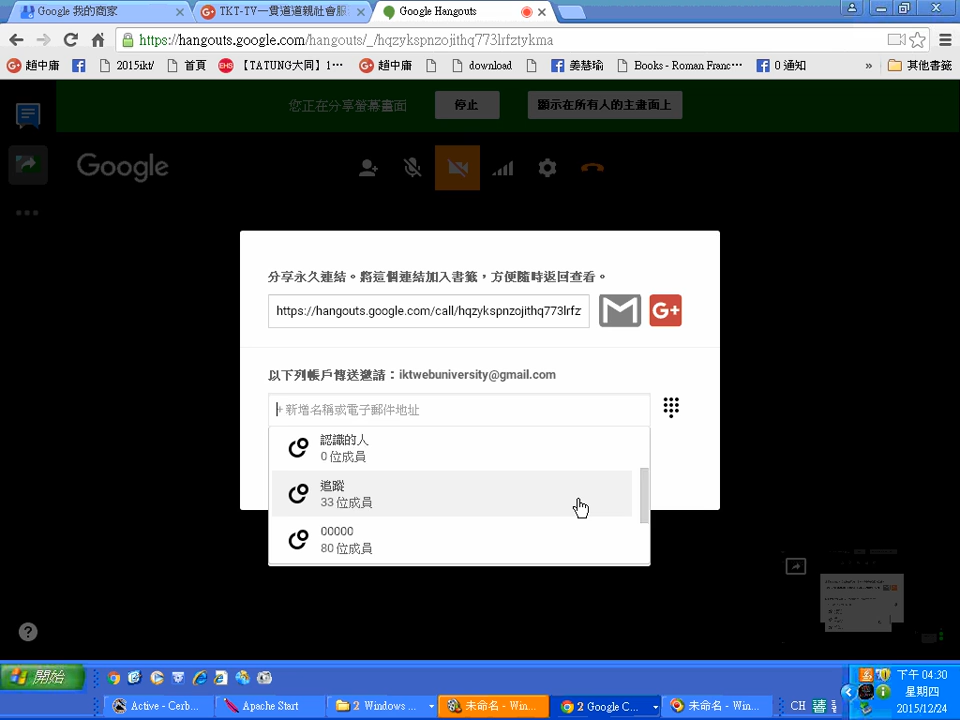 Google 我的商家
TKT-TV一貫道道親社會服
Google Hangouts
https://hangouts.google.com/hangouts/_/hqzykspnzojithq773lrfztykma
趙中庸
2015ikt/
首頁
EHS
【TATUNG大同】1…
趙中庸
download
姜慧瑜
Books - Roman Franc…
0 通知
»
其他書籤
您正在分享螢幕畫面
停止
顯示在所有人的主畫面上
Google
分享永久連結。將這個連結加入書籤，方便隨時返回查看。
https://hangouts.google.com/call/hqzykspnzojithq773lrfz
G+
以下列帳戶傳送邀請：iktwebuniversity@gmail.com
+ 新增名稱或電子郵件地址
認識的人
0 位成員
追蹤
33 位成員
00000
80 位成員
?
開始
下午 04:30
星期四
2015/12/24
Active - Cerb...
Apache Start
2 Windows ...
未命名 - Win...
2 Google C...
未命名 - Win...
CH